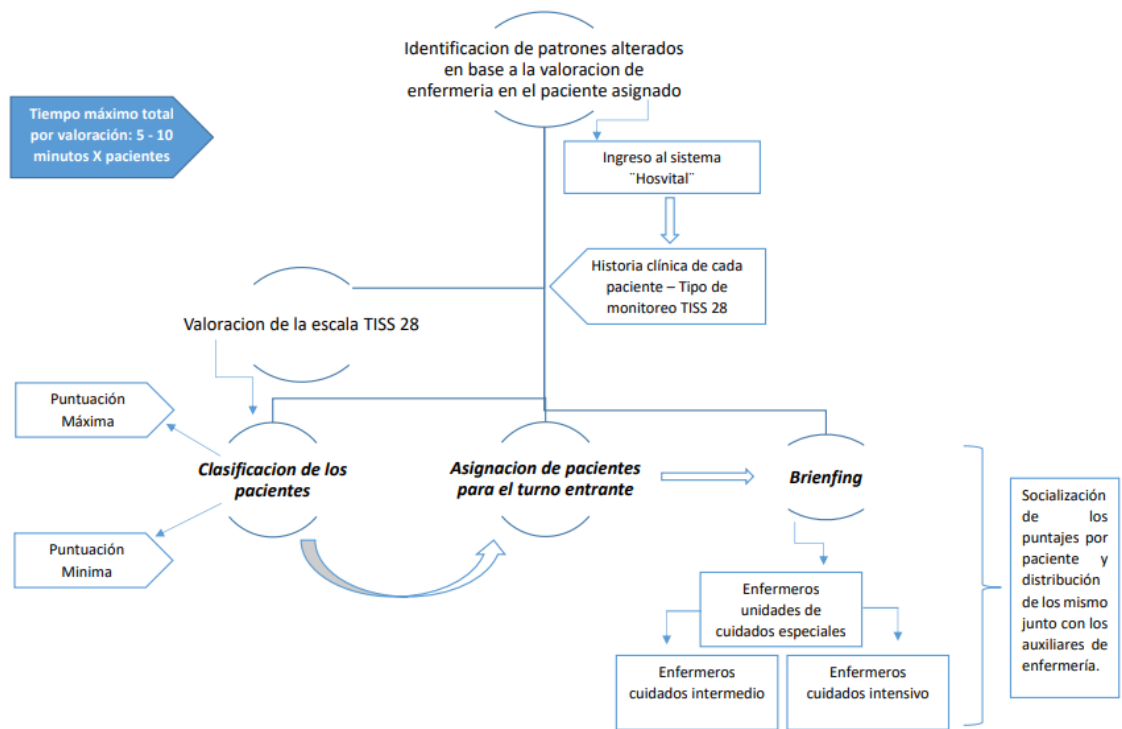 Identificacion de patrones alterados
en base a la valoracion de
enfermeria en el paciente asignado
Tiempo máximo total
por valoración: 5 - 10
minutos X pacientes
Ingreso al sistema
¨Hosvital¨
Historia clínica de cada
paciente – Tipo de
monitoreo TISS 28
Valoracion de la escala TISS 28
Puntuación
Máxima
Clasificacion de los
pacientes
Asignacion de pacientes
para el turno entrante
Brienfing
Puntuación
Minima
Socialización
de los
puntajes por
paciente y
distribución
de los mismo
junto con los
auxiliares de
enfermería.
Enfermeros
unidades de
cuidados especiales
Enfermeros
cuidados intermedio
Enfermeros
cuidados intensivo